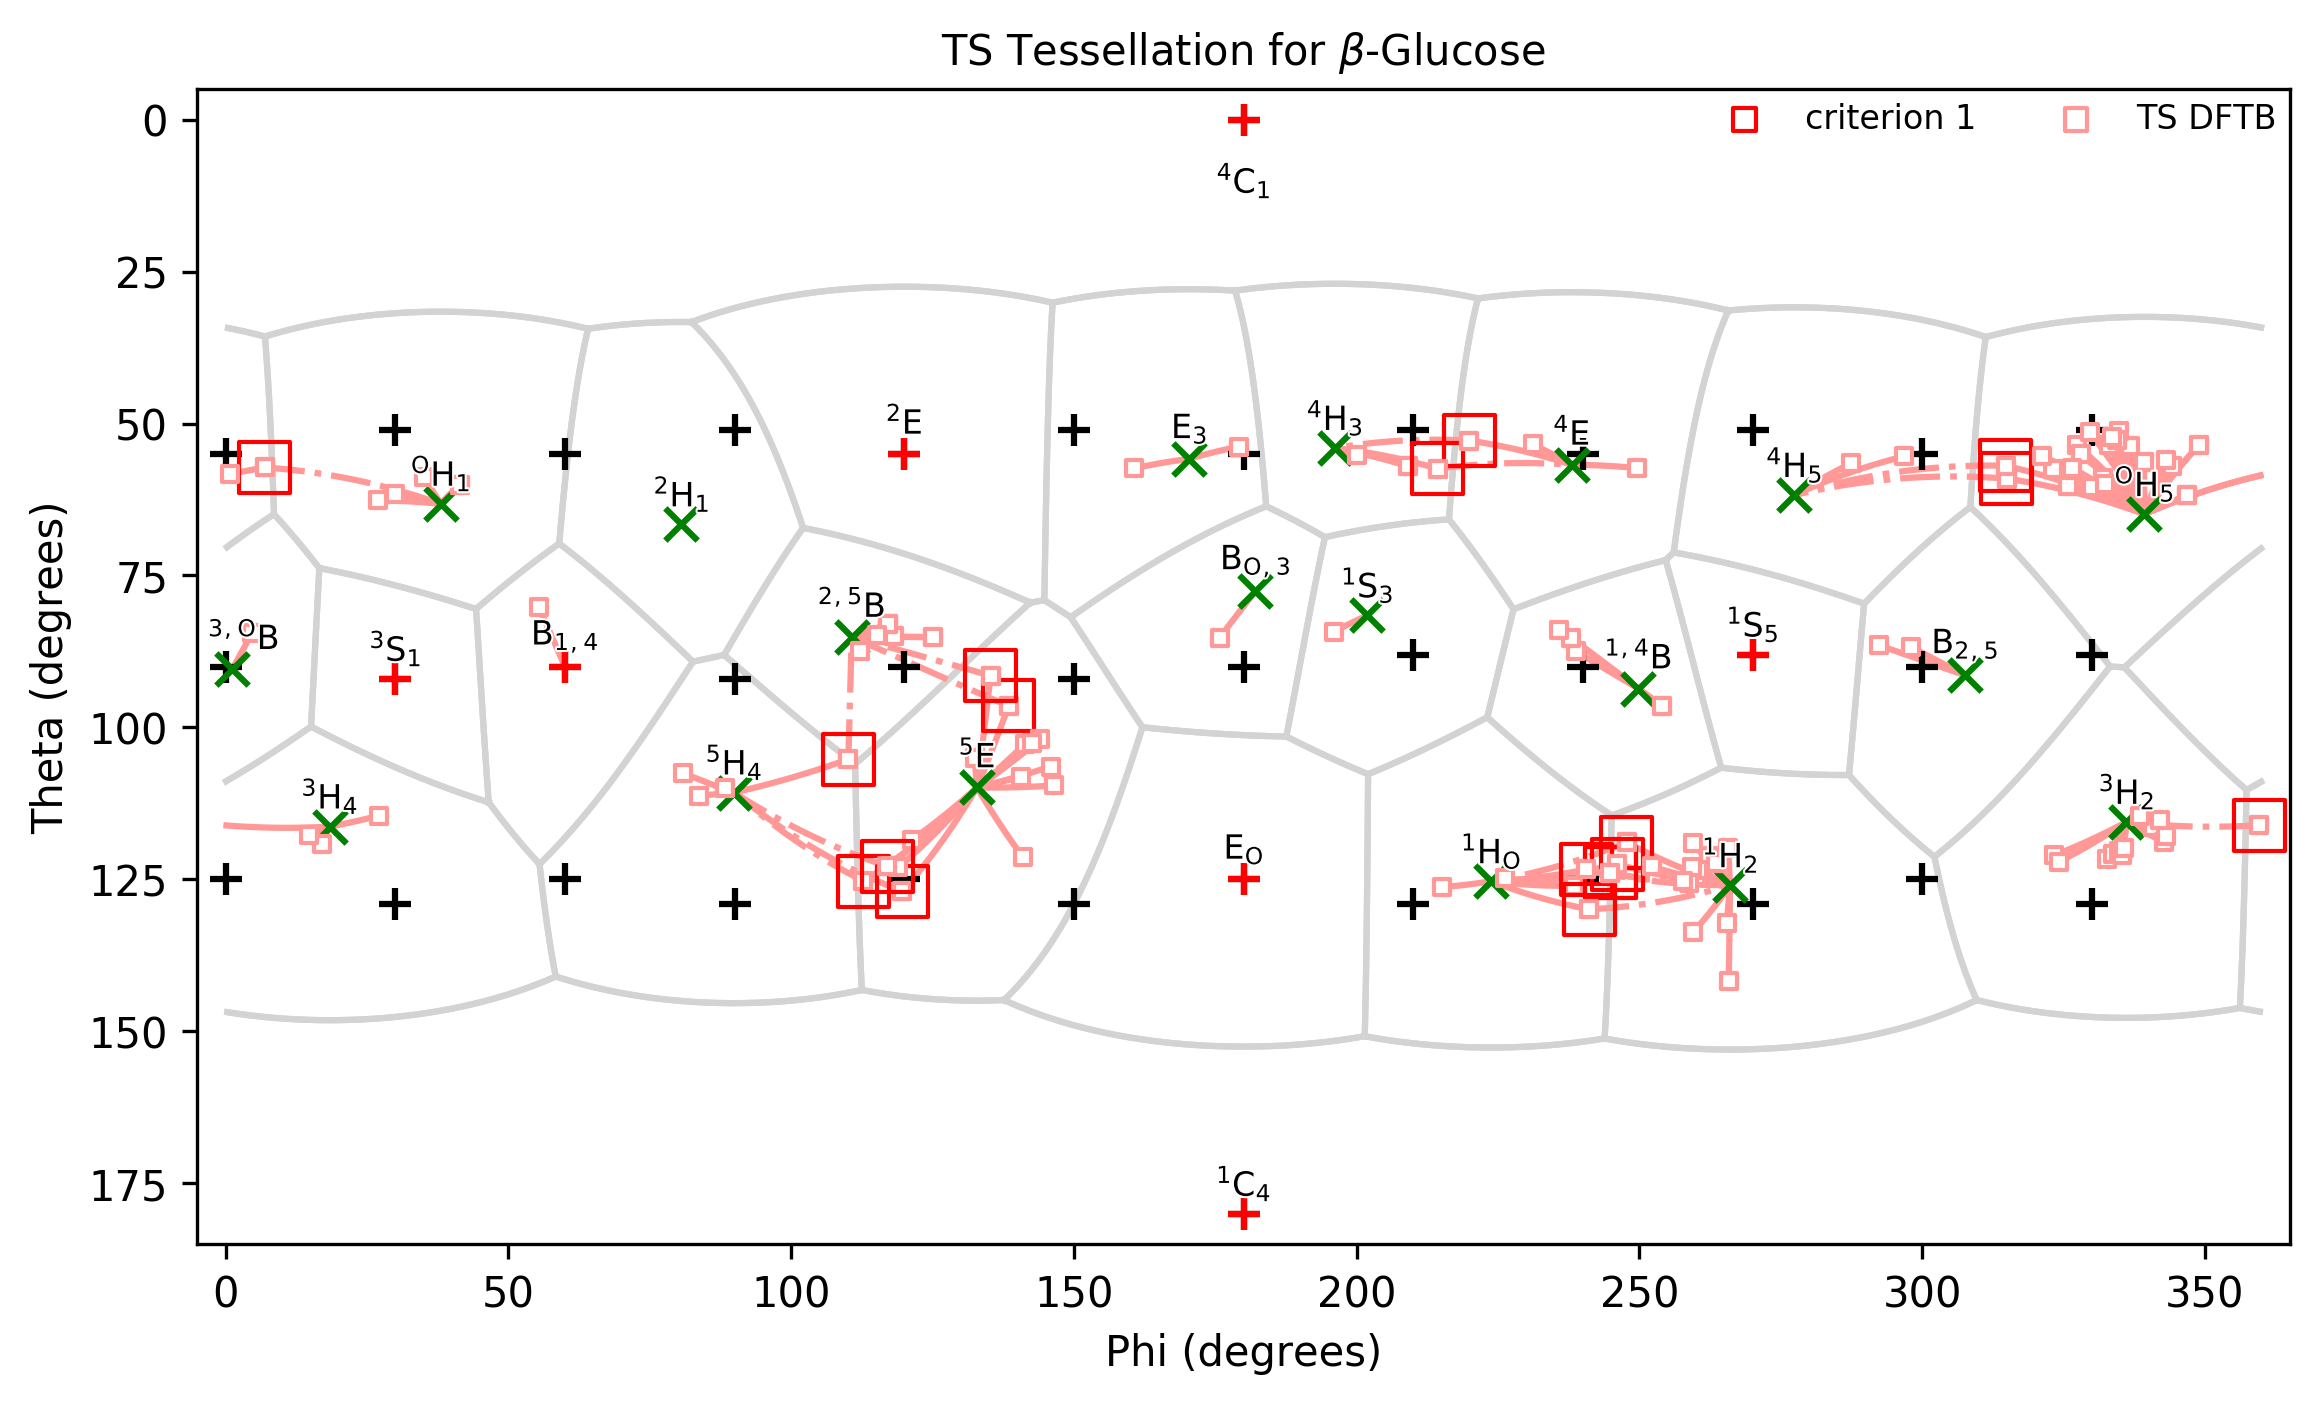 TS Tessellation for β-Glucose
criterion 1
TS DFTB
⁴C₁
²E
E₃
⁴H₃
⁴E
⁴H₅
ᴼH₅
ᴼH₁
²H₁
²,⁵B
B_O,3
¹S₃
³,ᴼB
³S₁
B₁,₄
¹,⁴B
¹S₅
B₂,₅
⁵H₄
⁵E
³H₄
³H₂
E_O
¹H_O
¹H₂
¹C₄
0
25
50
75
100
125
150
175
Theta (degrees)
0 50 100 150 200 250 300 350
Phi (degrees)